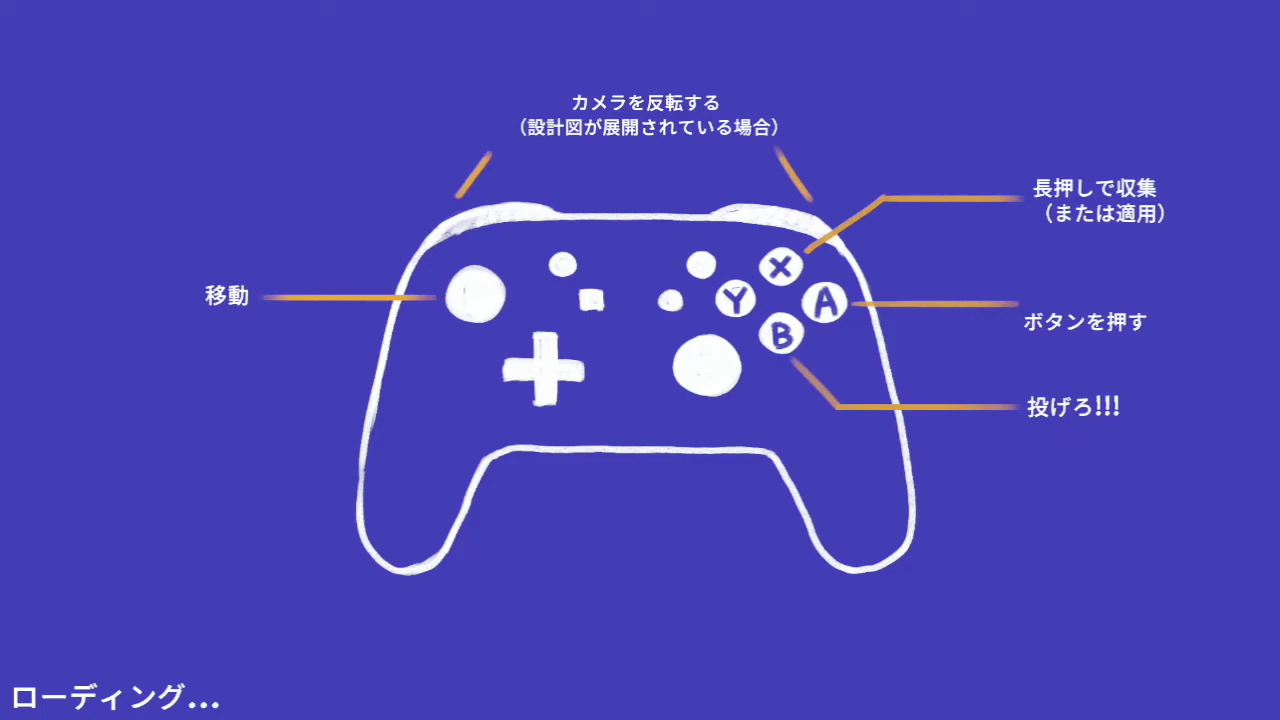 カメラを反転する
（設計図が展開されている場合）
長押しで収集
（または適用）
移動
X
Y
A
B
ボタンを押す
投げろ!!!
ローディング...